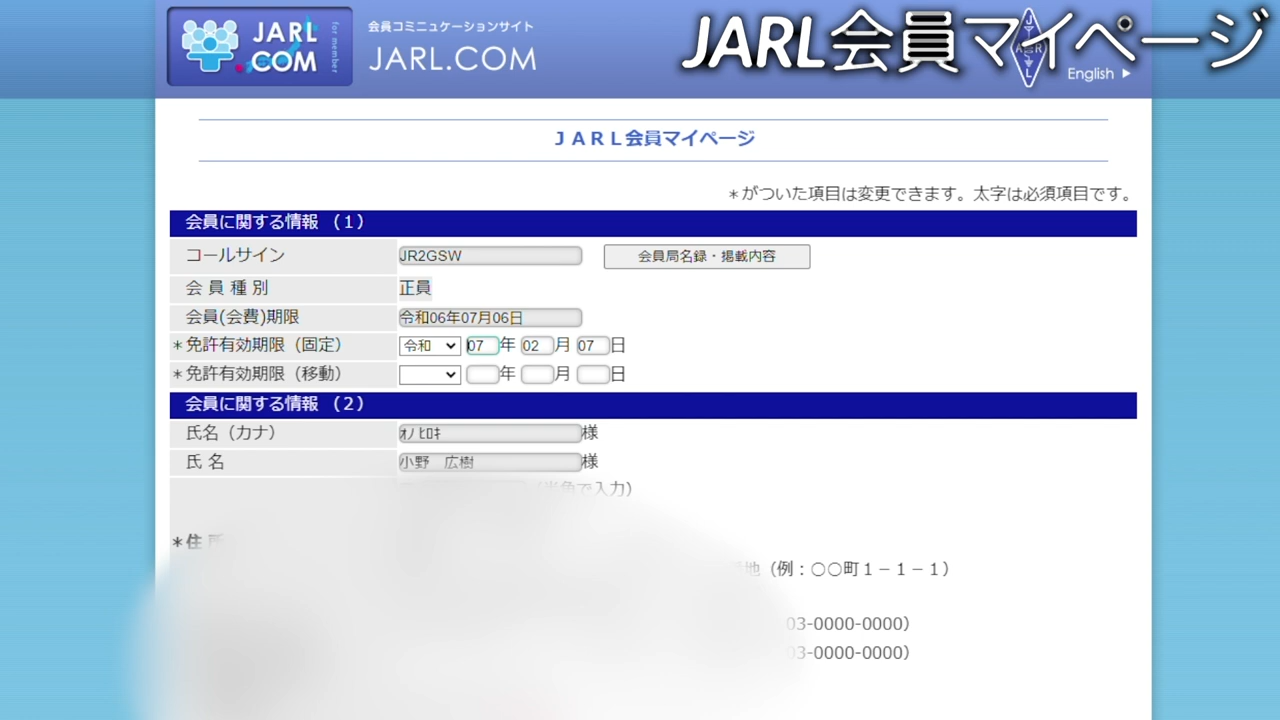 JARL
.COM
for member
会員コミニュケーションサイト
JARL.COM
JARL会員マイページ
English ▶
ＪＡＲＬ会員マイページ
＊がついた項目は変更できます。太字は必須項目です。
会員に関する情報 （１）
コールサイン JR2GSW 会員局名録・掲載内容
会 員 種 別 正員
会員(会費)期限 令和06年07月06日
＊免許有効期限（固定） 令和 07 年 02 月 07 日
＊免許有効期限（移動） 年 月 日
会員に関する情報 （２）
氏名（カナ） ｵﾉ ﾋﾛｷ 様
氏 名 小野　広樹 様
で入力）
＊住
地（例：○○町１－１－１）
03-0000-0000）
03-0000-0000）